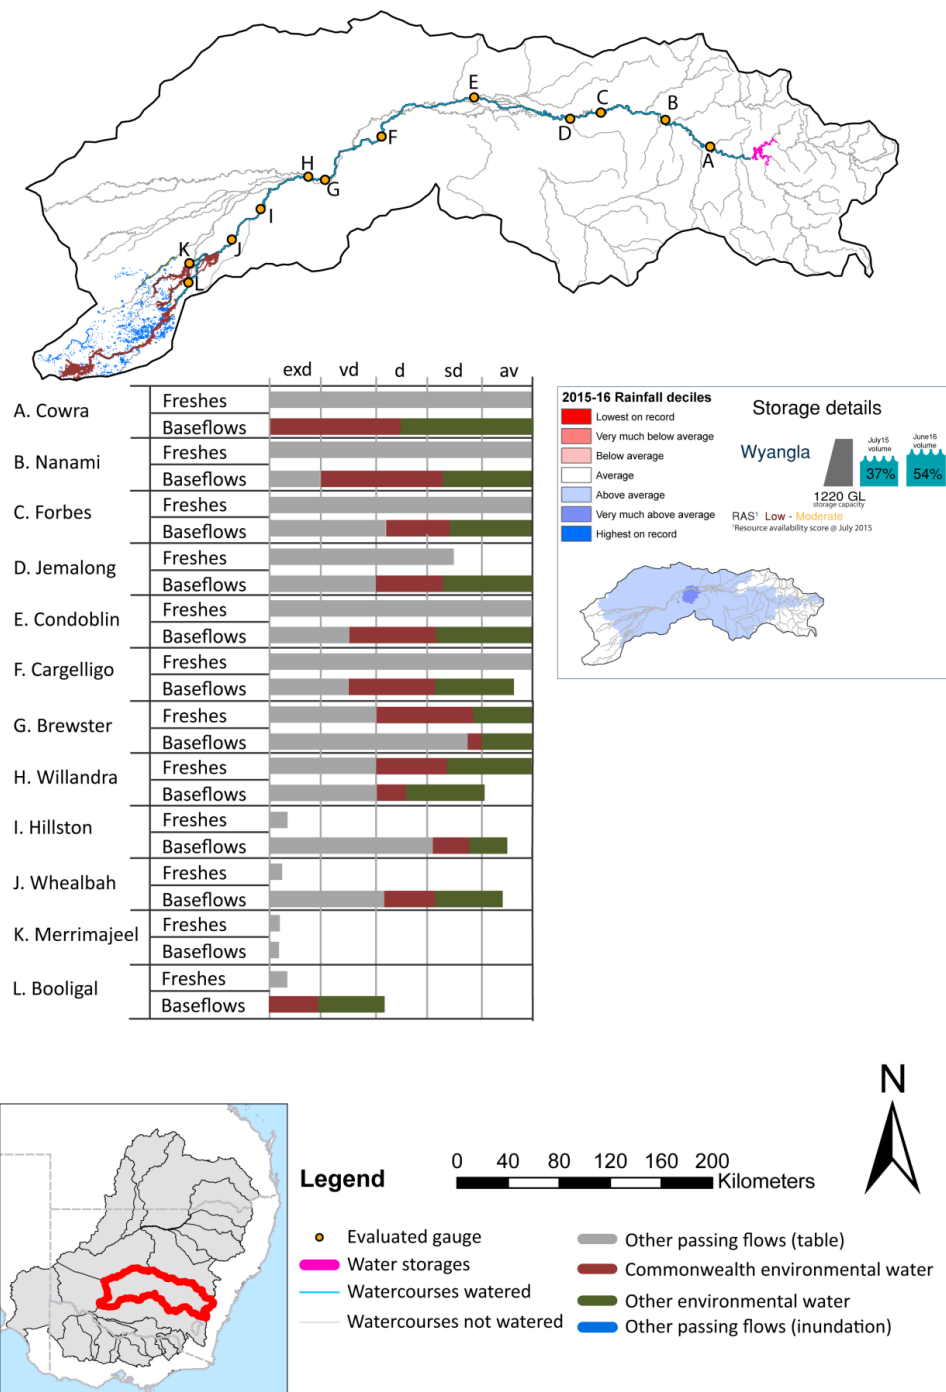 E
C
B
D
F
A
H
G
I
J
K
L
exd vd d sd av
A. Cowra
Freshes
Baseflows
B. Nanami
Freshes
Baseflows
C. Forbes
Freshes
Baseflows
D. Jemalong
Freshes
Baseflows
E. Condoblin
Freshes
Baseflows
F. Cargelligo
Freshes
Baseflows
G. Brewster
Freshes
Baseflows
H. Willandra
Freshes
Baseflows
I. Hillston
Freshes
Baseflows
J. Whealbah
Freshes
Baseflows
K. Merrimajeel
Freshes
Baseflows
L. Booligal
Freshes
Baseflows
2015-16 Rainfall deciles
Lowest on record
Very much below average
Below average
Average
Above average
Very much above average
Highest on record
Storage details
Wyangla
July15
volume
37%
June16
volume
54%
1220 GL
storage capacity
RAS¹ Low - Moderate
¹Resource availability score @ July 2015
N
Legend
0 40 80 120 160 200
Kilometers
Evaluated gauge
Water storages
Watercourses watered
Watercourses not watered
Other passing flows (table)
Commonwealth environmental water
Other environmental water
Other passing flows (inundation)